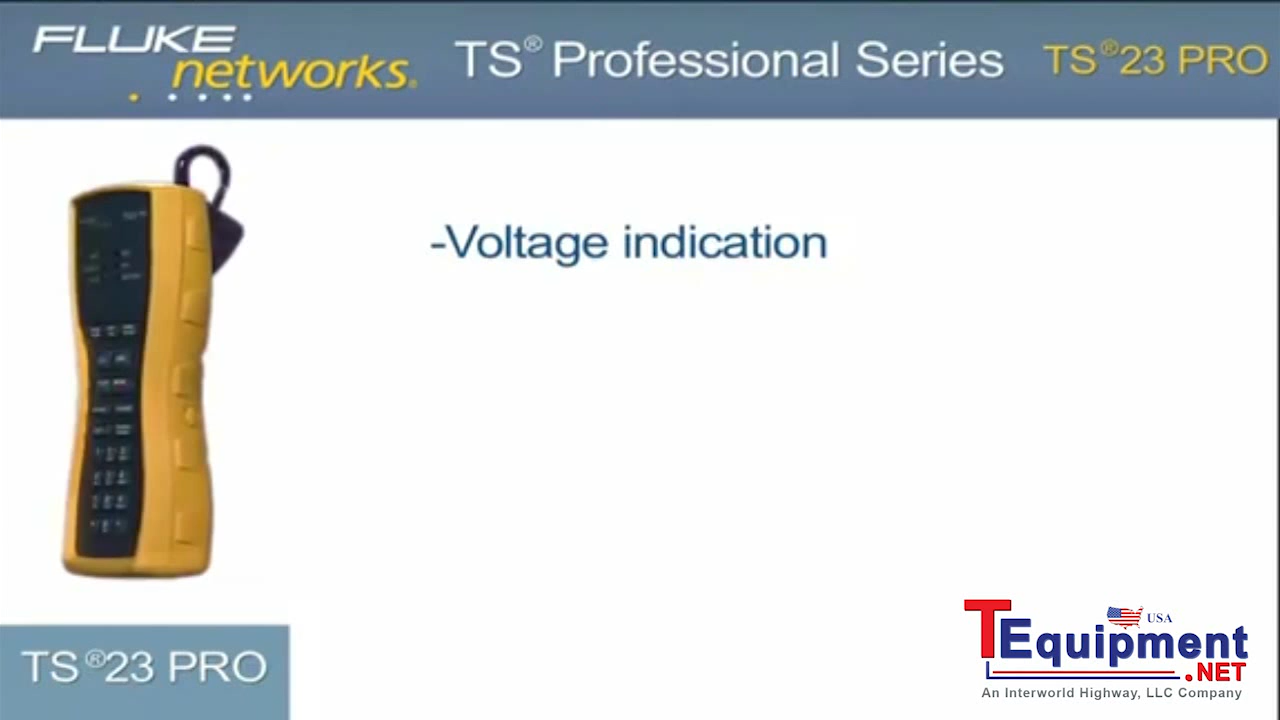 FLUKE networks®
TS® Professional Series
TS®23 PRO
-Voltage indication
TS®23 PRO
USA
TEquipment
.NET
An Interworld Highway, LLC Company